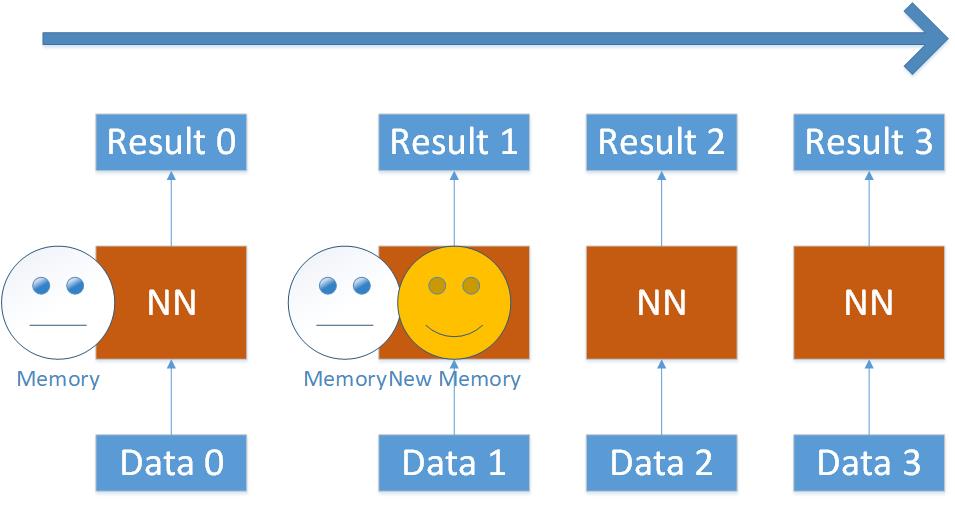 Result 0
Result 1
Result 2
Result 3
NN
NN
NN
Memory
Memory
New Memory
Data 0
Data 1
Data 2
Data 3